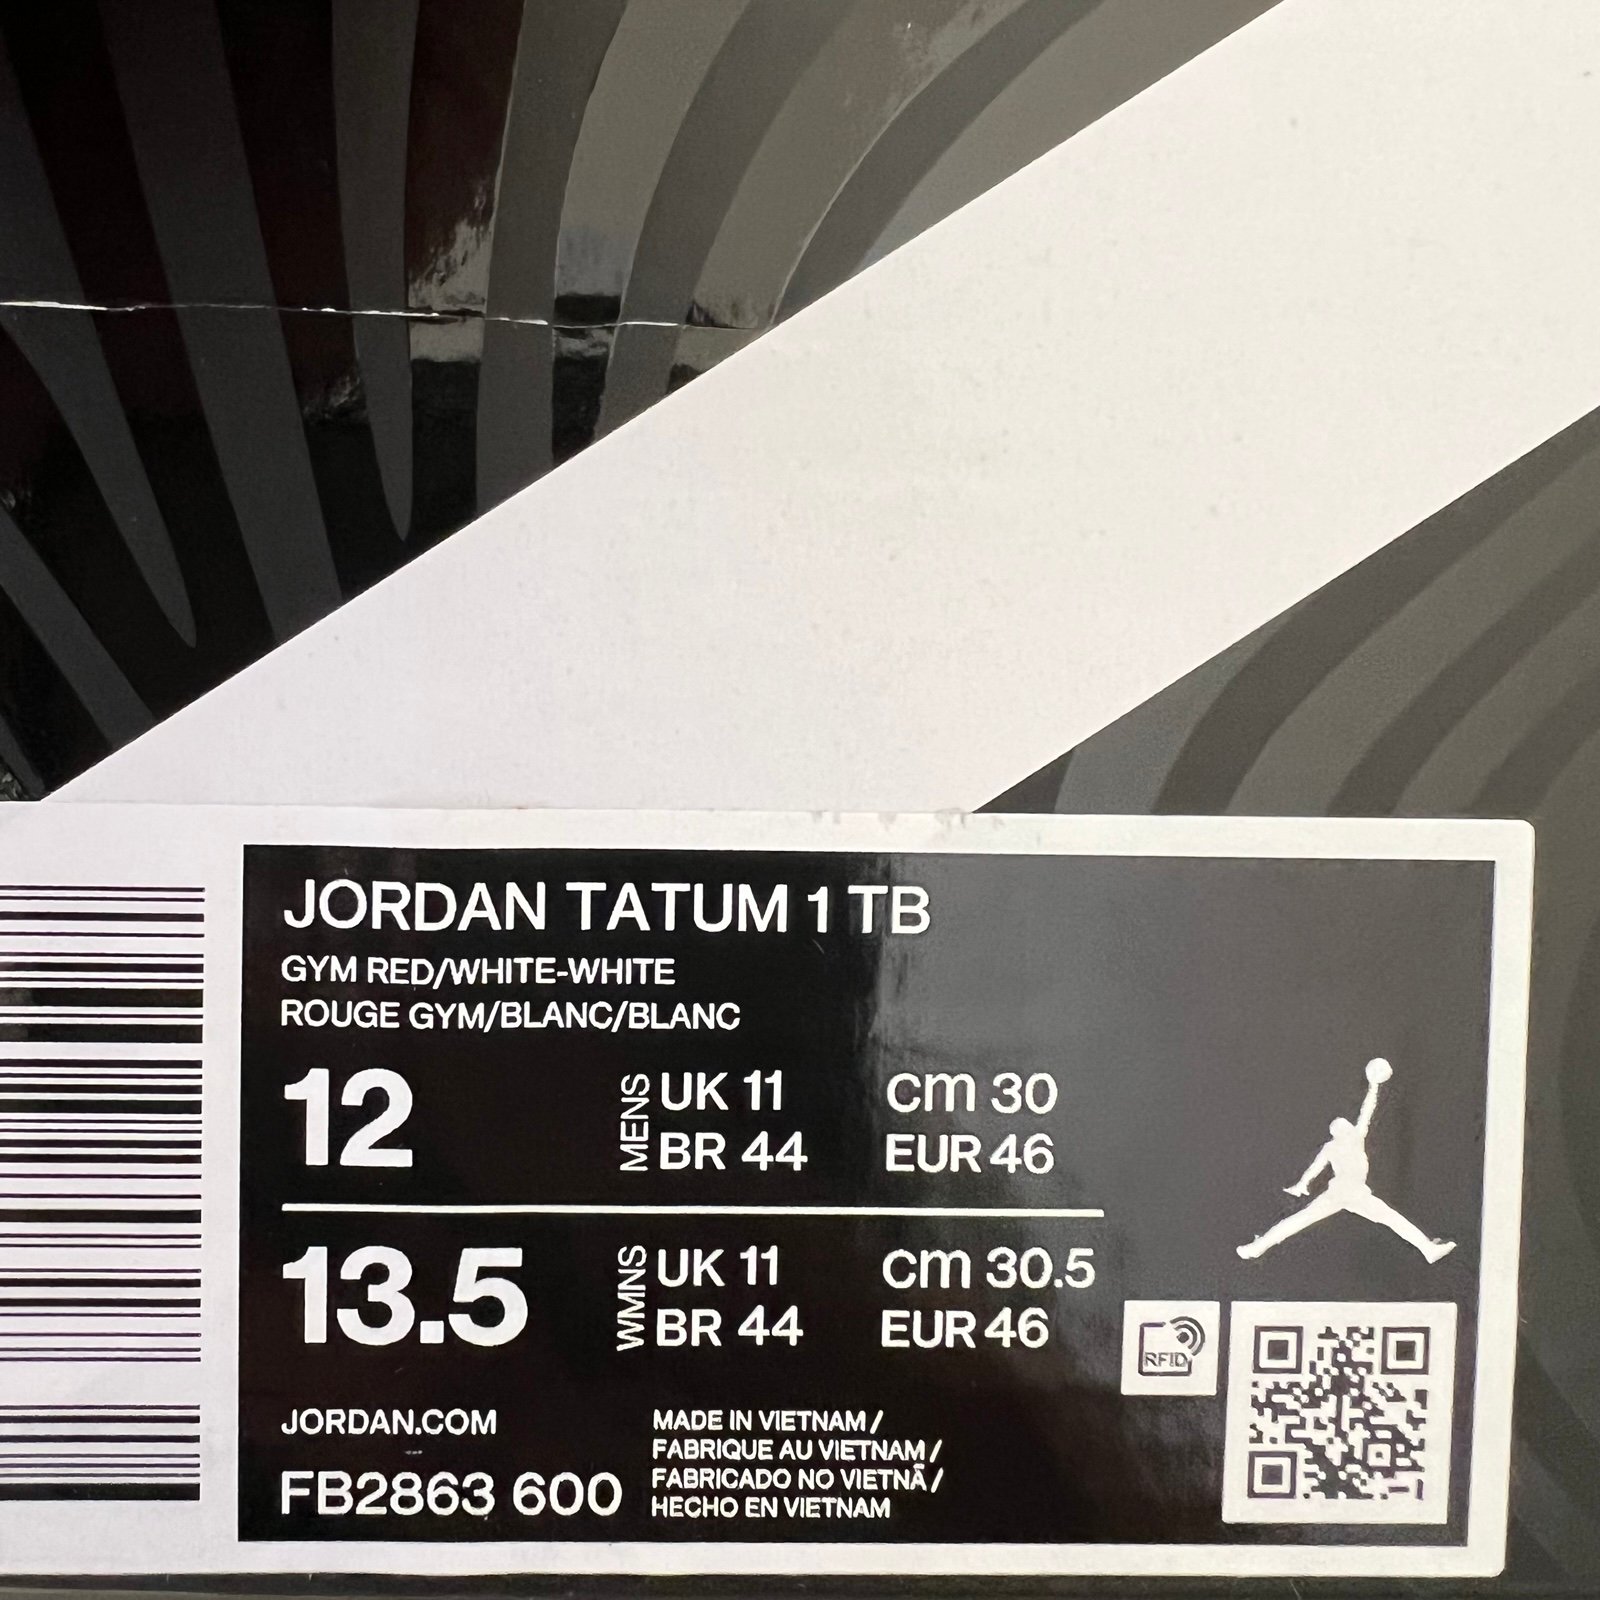 JORDAN TATUM 1 TB
GYM RED/WHITE-WHITE
ROUGE GYM/BLANC/BLANC
12
MENS
UK 11
cm 30
BR 44
EUR 46
13.5
WMNS
UK 11
cm 30.5
BR 44
EUR 46
RFID
JORDAN.COM
FB2863 600
MADE IN VIETNAM /
FABRIQUE AU VIETNAM /
FABRICADO NO VIETNÃ /
HECHO EN VIETNAM